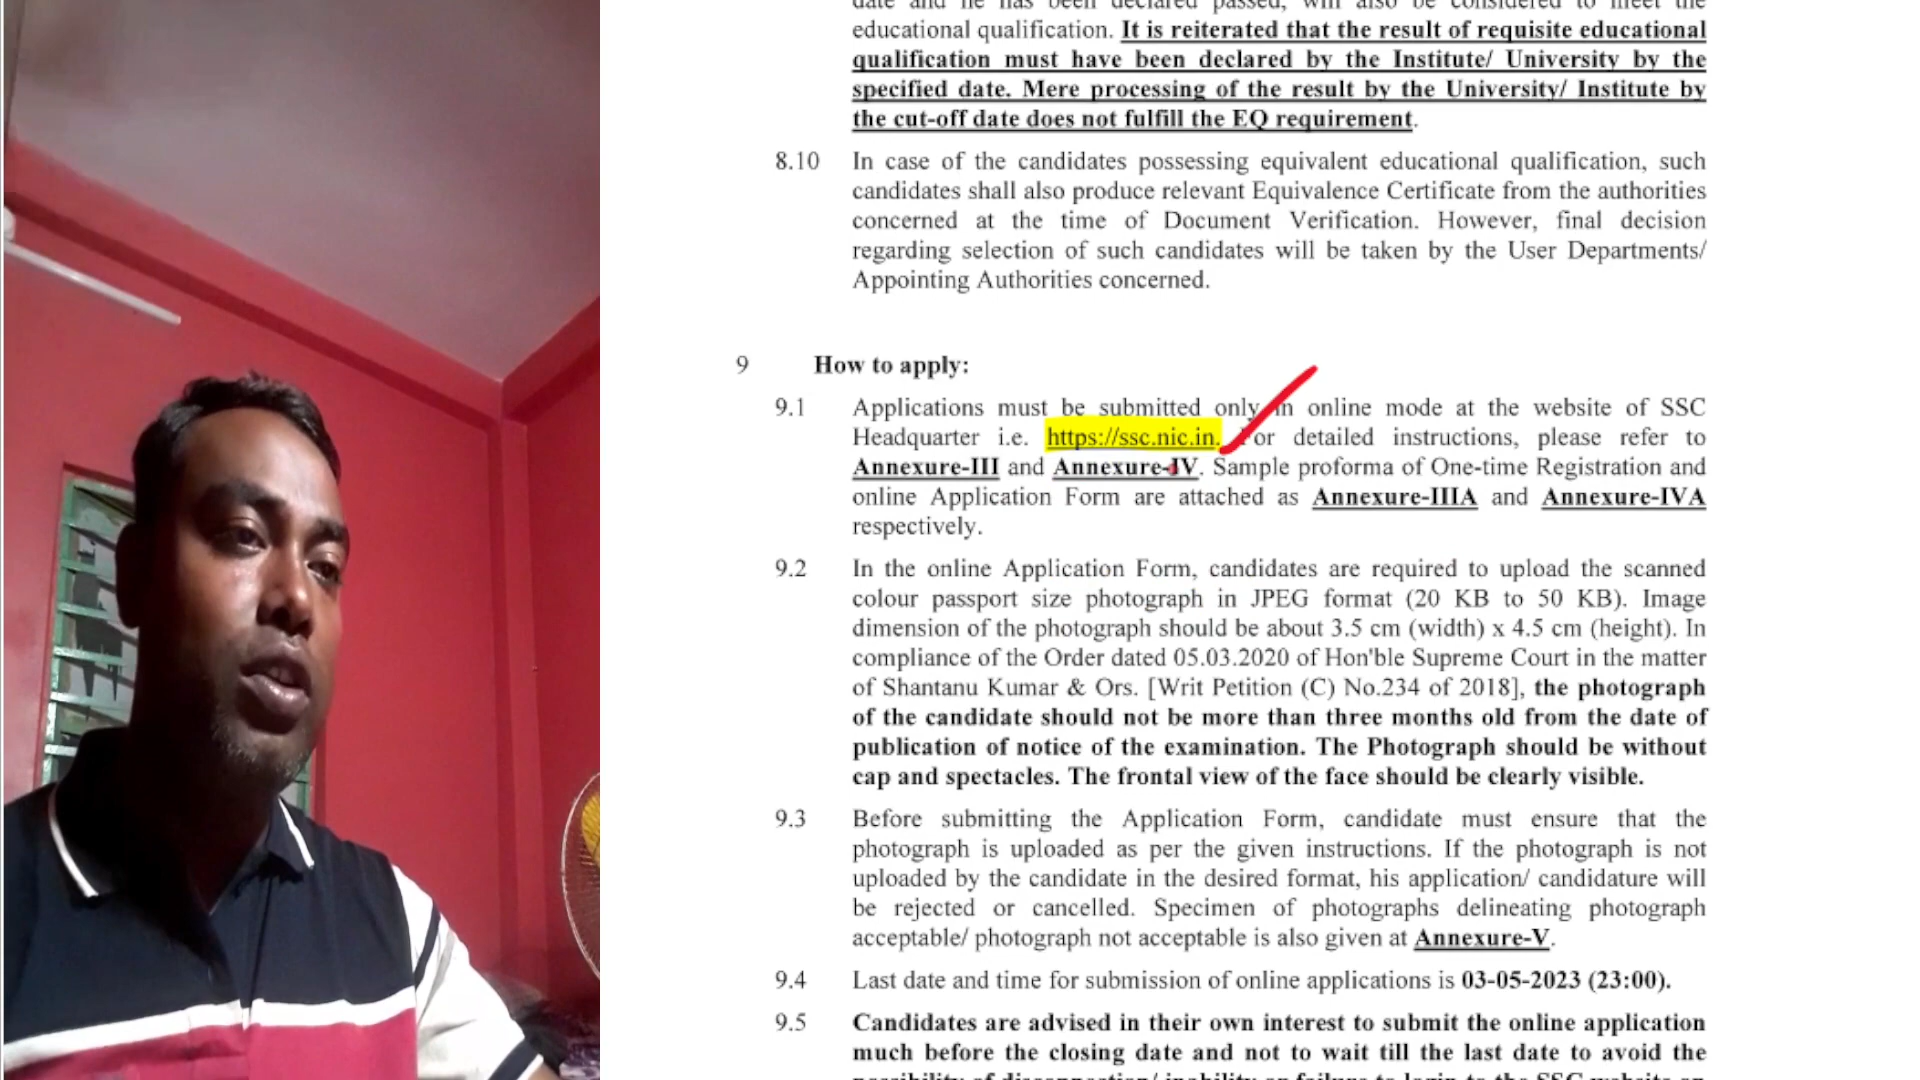 educational qualification. It is reiterated that the result of requisite educational
qualification must have been declared by the Institute/ University by the
specified date. Mere processing of the result by the University/ Institute by
the cut-off date does not fulfill the EQ requirement.
8.10 In case of the candidates possessing equivalent educational qualification, such
candidates shall also produce relevant Equivalence Certificate from the authorities
concerned at the time of Document Verification. However, final decision
regarding selection of such candidates will be taken by the User Departments/
Appointing Authorities concerned.
9 How to apply:
9.1 Applications must be submitted only in online mode at the website of SSC
Headquarter i.e. https://ssc.nic.in. For detailed instructions, please refer to
Annexure-III and Annexure-IV. Sample proforma of One-time Registration and
online Application Form are attached as Annexure-IIIA and Annexure-IVA
respectively.
9.2 In the online Application Form, candidates are required to upload the scanned
colour passport size photograph in JPEG format (20 KB to 50 KB). Image
dimension of the photograph should be about 3.5 cm (width) x 4.5 cm (height). In
compliance of the Order dated 05.03.2020 of Hon'ble Supreme Court in the matter
of Shantanu Kumar & Ors. [Writ Petition (C) No.234 of 2018], the photograph
of the candidate should not be more than three months old from the date of
publication of notice of the examination. The Photograph should be without
cap and spectacles. The frontal view of the face should be clearly visible.
9.3 Before submitting the Application Form, candidate must ensure that the
photograph is uploaded as per the given instructions. If the photograph is not
uploaded by the candidate in the desired format, his application/ candidature will
be rejected or cancelled. Specimen of photographs delineating photograph
acceptable/ photograph not acceptable is also given at Annexure-V.
9.4 Last date and time for submission of online applications is 03-05-2023 (23:00).
9.5 Candidates are advised in their own interest to submit the online application
much before the closing date and not to wait till the last date to avoid the